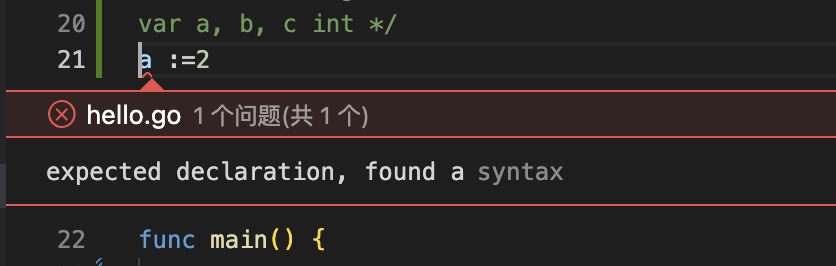 20 var a, b, c int */
21 a :=2
hello.go 1 个问题(共 1 个)
expected declaration, found a syntax
22 func main() {